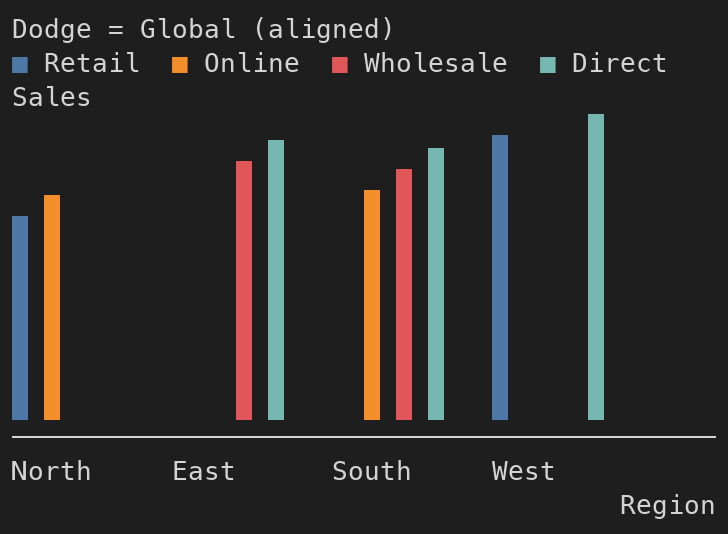 Dodge = Global (aligned)
Retail Online Wholesale Direct
Sales
North East South West
Region